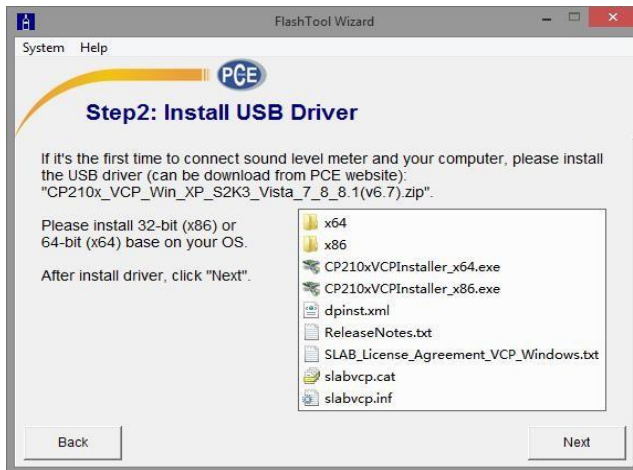 FlashTool Wizard
System Help
PCE
Step2: Install USB Driver
If it's the first time to connect sound level meter and your computer, please install
the USB driver (can be download from PCE website):
"CP210x_VCP_Win_XP_S2K3_Vista_7_8_8.1(v6.7).zip".
Please install 32-bit (x86) or
64-bit (x64) base on your OS.
After install driver, click "Next".
x64
x86
CP210xVCPInstaller_x64.exe
CP210xVCPInstaller_x86.exe
dpinst.xml
ReleaseNotes.txt
SLAB_License_Agreement_VCP_Windows.txt
slabvcp.cat
slabvcp.inf
Back
Next